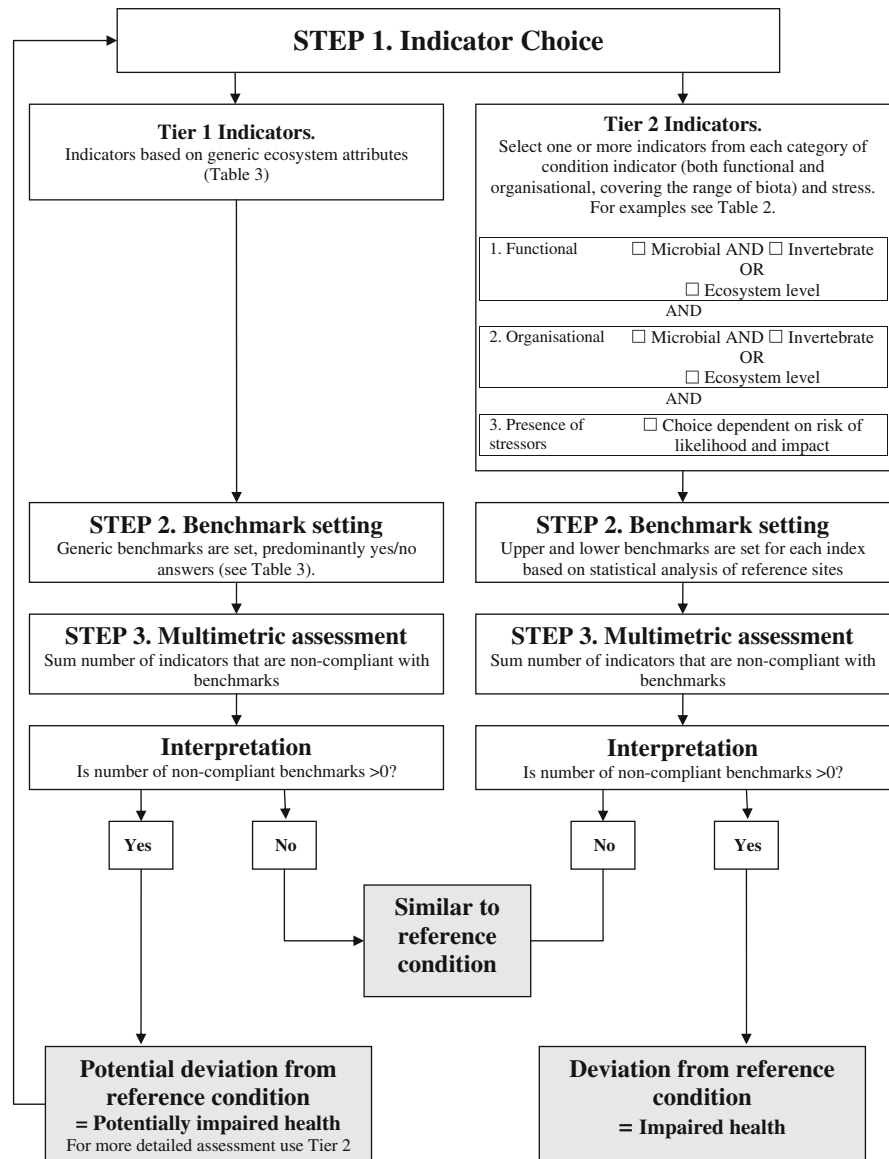 STEP 1. Indicator Choice
Tier 1 Indicators.
Indicators based on generic ecosystem attributes
(Table 3)
Tier 2 Indicators.
Select one or more indicators from each category of
condition indicator (both functional and
organisational, covering the range of biota) and stress.
For examples see Table 2.
1. Functional ☐ Microbial AND ☐ Invertebrate
OR
☐ Ecosystem level
AND
2. Organisational ☐ Microbial AND ☐ Invertebrate
OR
☐ Ecosystem level
AND
3. Presence of ☐ Choice dependent on risk of
stressors likelihood and impact
STEP 2. Benchmark setting
Generic benchmarks are set, predominantly yes/no
answers (see Table 3).
STEP 2. Benchmark setting
Upper and lower benchmarks are set for each index
based on statistical analysis of reference sites
STEP 3. Multimetric assessment
Sum number of indicators that are non-compliant with
benchmarks
STEP 3. Multimetric assessment
Sum number of indicators that are non-compliant with
benchmarks
Interpretation
Is number of non-compliant benchmarks >0?
Interpretation
Is number of non-compliant benchmarks >0?
Yes
No
No
Yes
Similar to
reference
condition
Potential deviation from
reference condition
= Potentially impaired health
For more detailed assessment use Tier 2
Deviation from reference
condition
= Impaired health